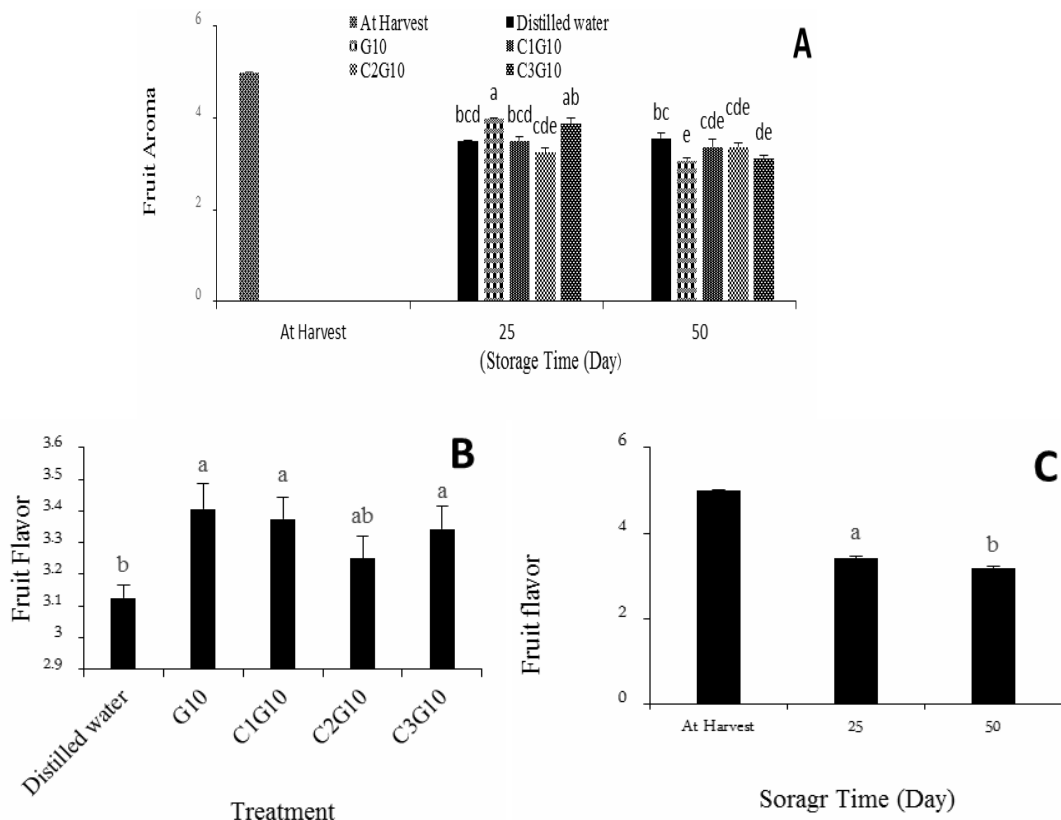 At Harvest Distilled water
G10 C1G10
C2G10 C3G10
A
6
4
2
0
Fruit Aroma
bcd a bcd cde ab
bc e cde cde de
At Harvest 25 50
(Storage Time (Day)
B
3.6
3.5
3.4
3.3
3.2
3.1
3
2.9
Fruit Flavor
b a a ab a
Distilled water G10 C1G10 C2G10 C3G10
Treatment
C
6
4
2
0
Fruit flavor
a b
At Harvest 25 50
Soragr Time (Day)